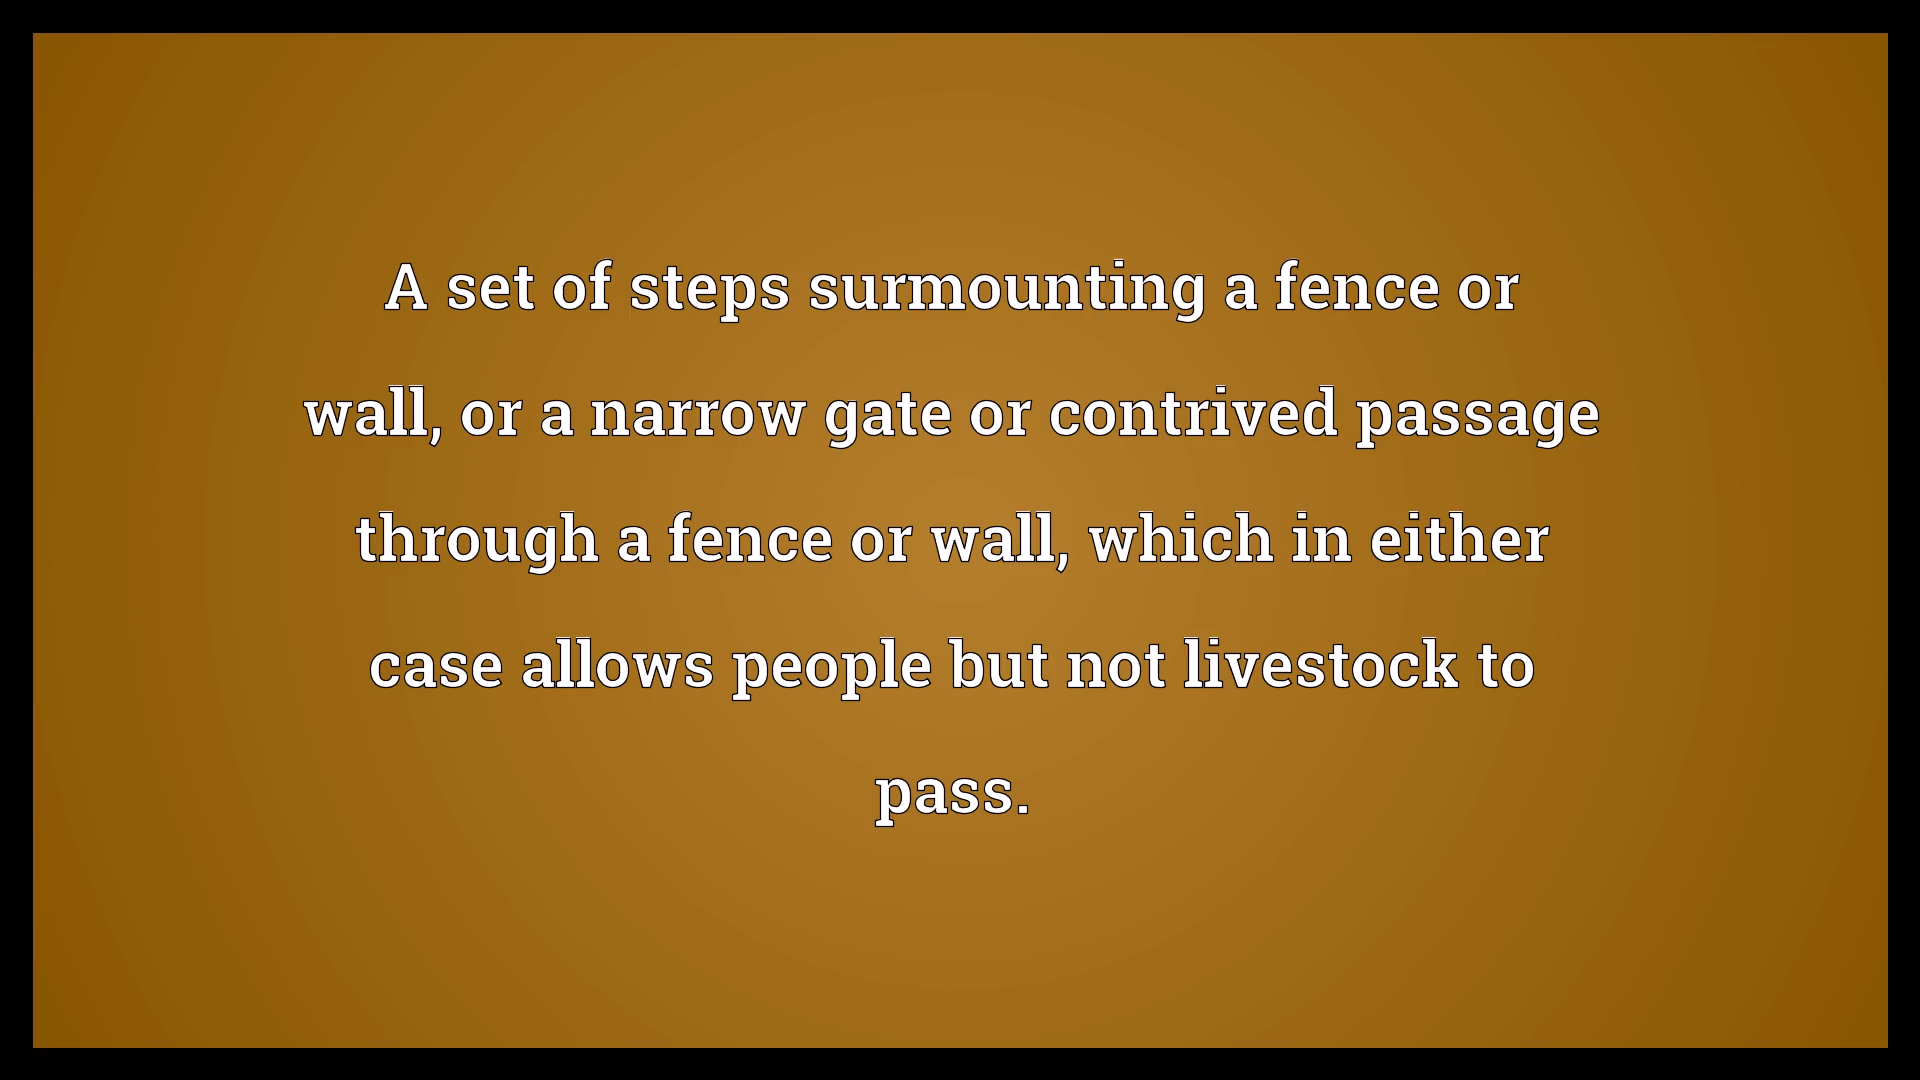 A set of steps surmounting a fence or
wall, or a narrow gate or contrived passage
through a fence or wall, which in either
case allows people but not livestock to
pass.